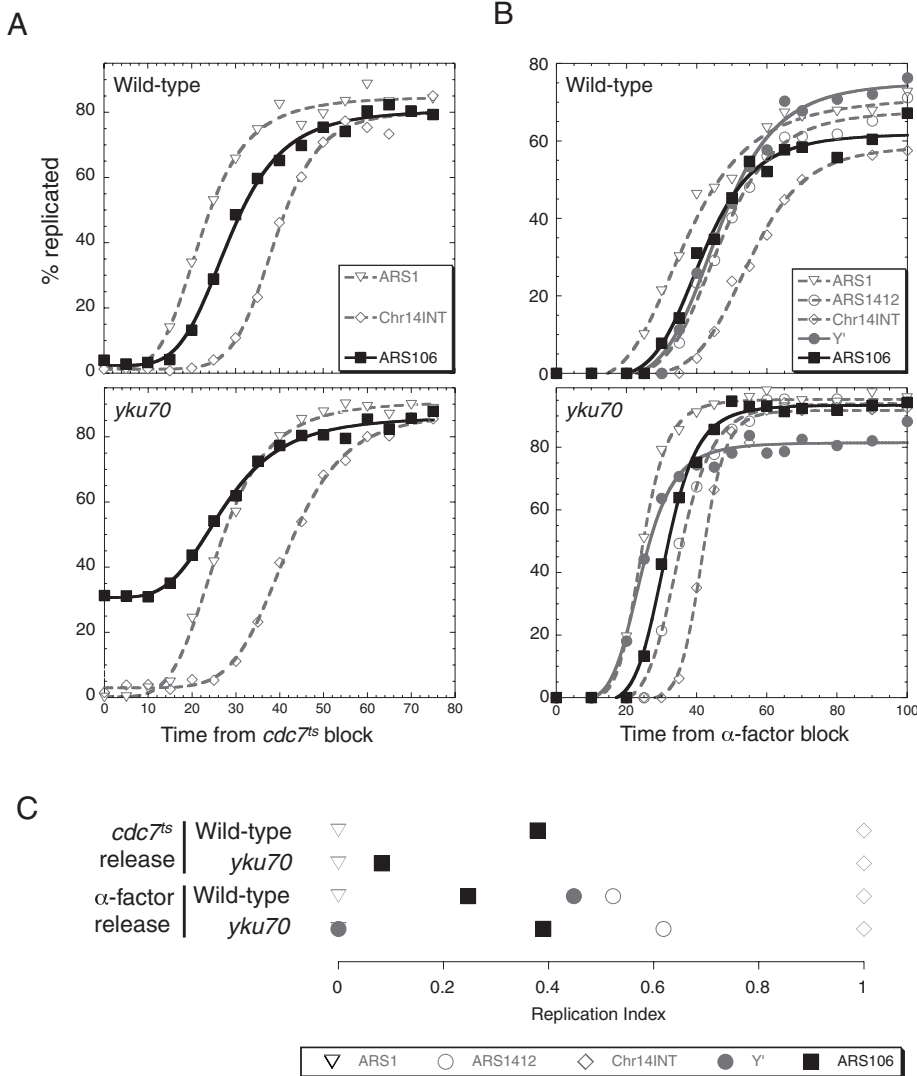 A
B
Wild-type
80
60
40
20
0
% replicated
ARS1
Chr14INT
ARS106
yku70
80
60
40
20
0
0 10 20 30 40 50 60 70 80
Time from cdc7ts block
Wild-type
80
60
40
20
0
ARS1
ARS1412
Chr14INT
Y'
ARS106
yku70
80
60
40
20
0
0 20 40 60 80 100
Time from α-factor block
C
cdc7ts release
Wild-type
yku70
α-factor release
Wild-type
yku70
0 0.2 0.4 0.6 0.8 1
Replication Index
ARS1 ARS1412 Chr14INT Y' ARS106